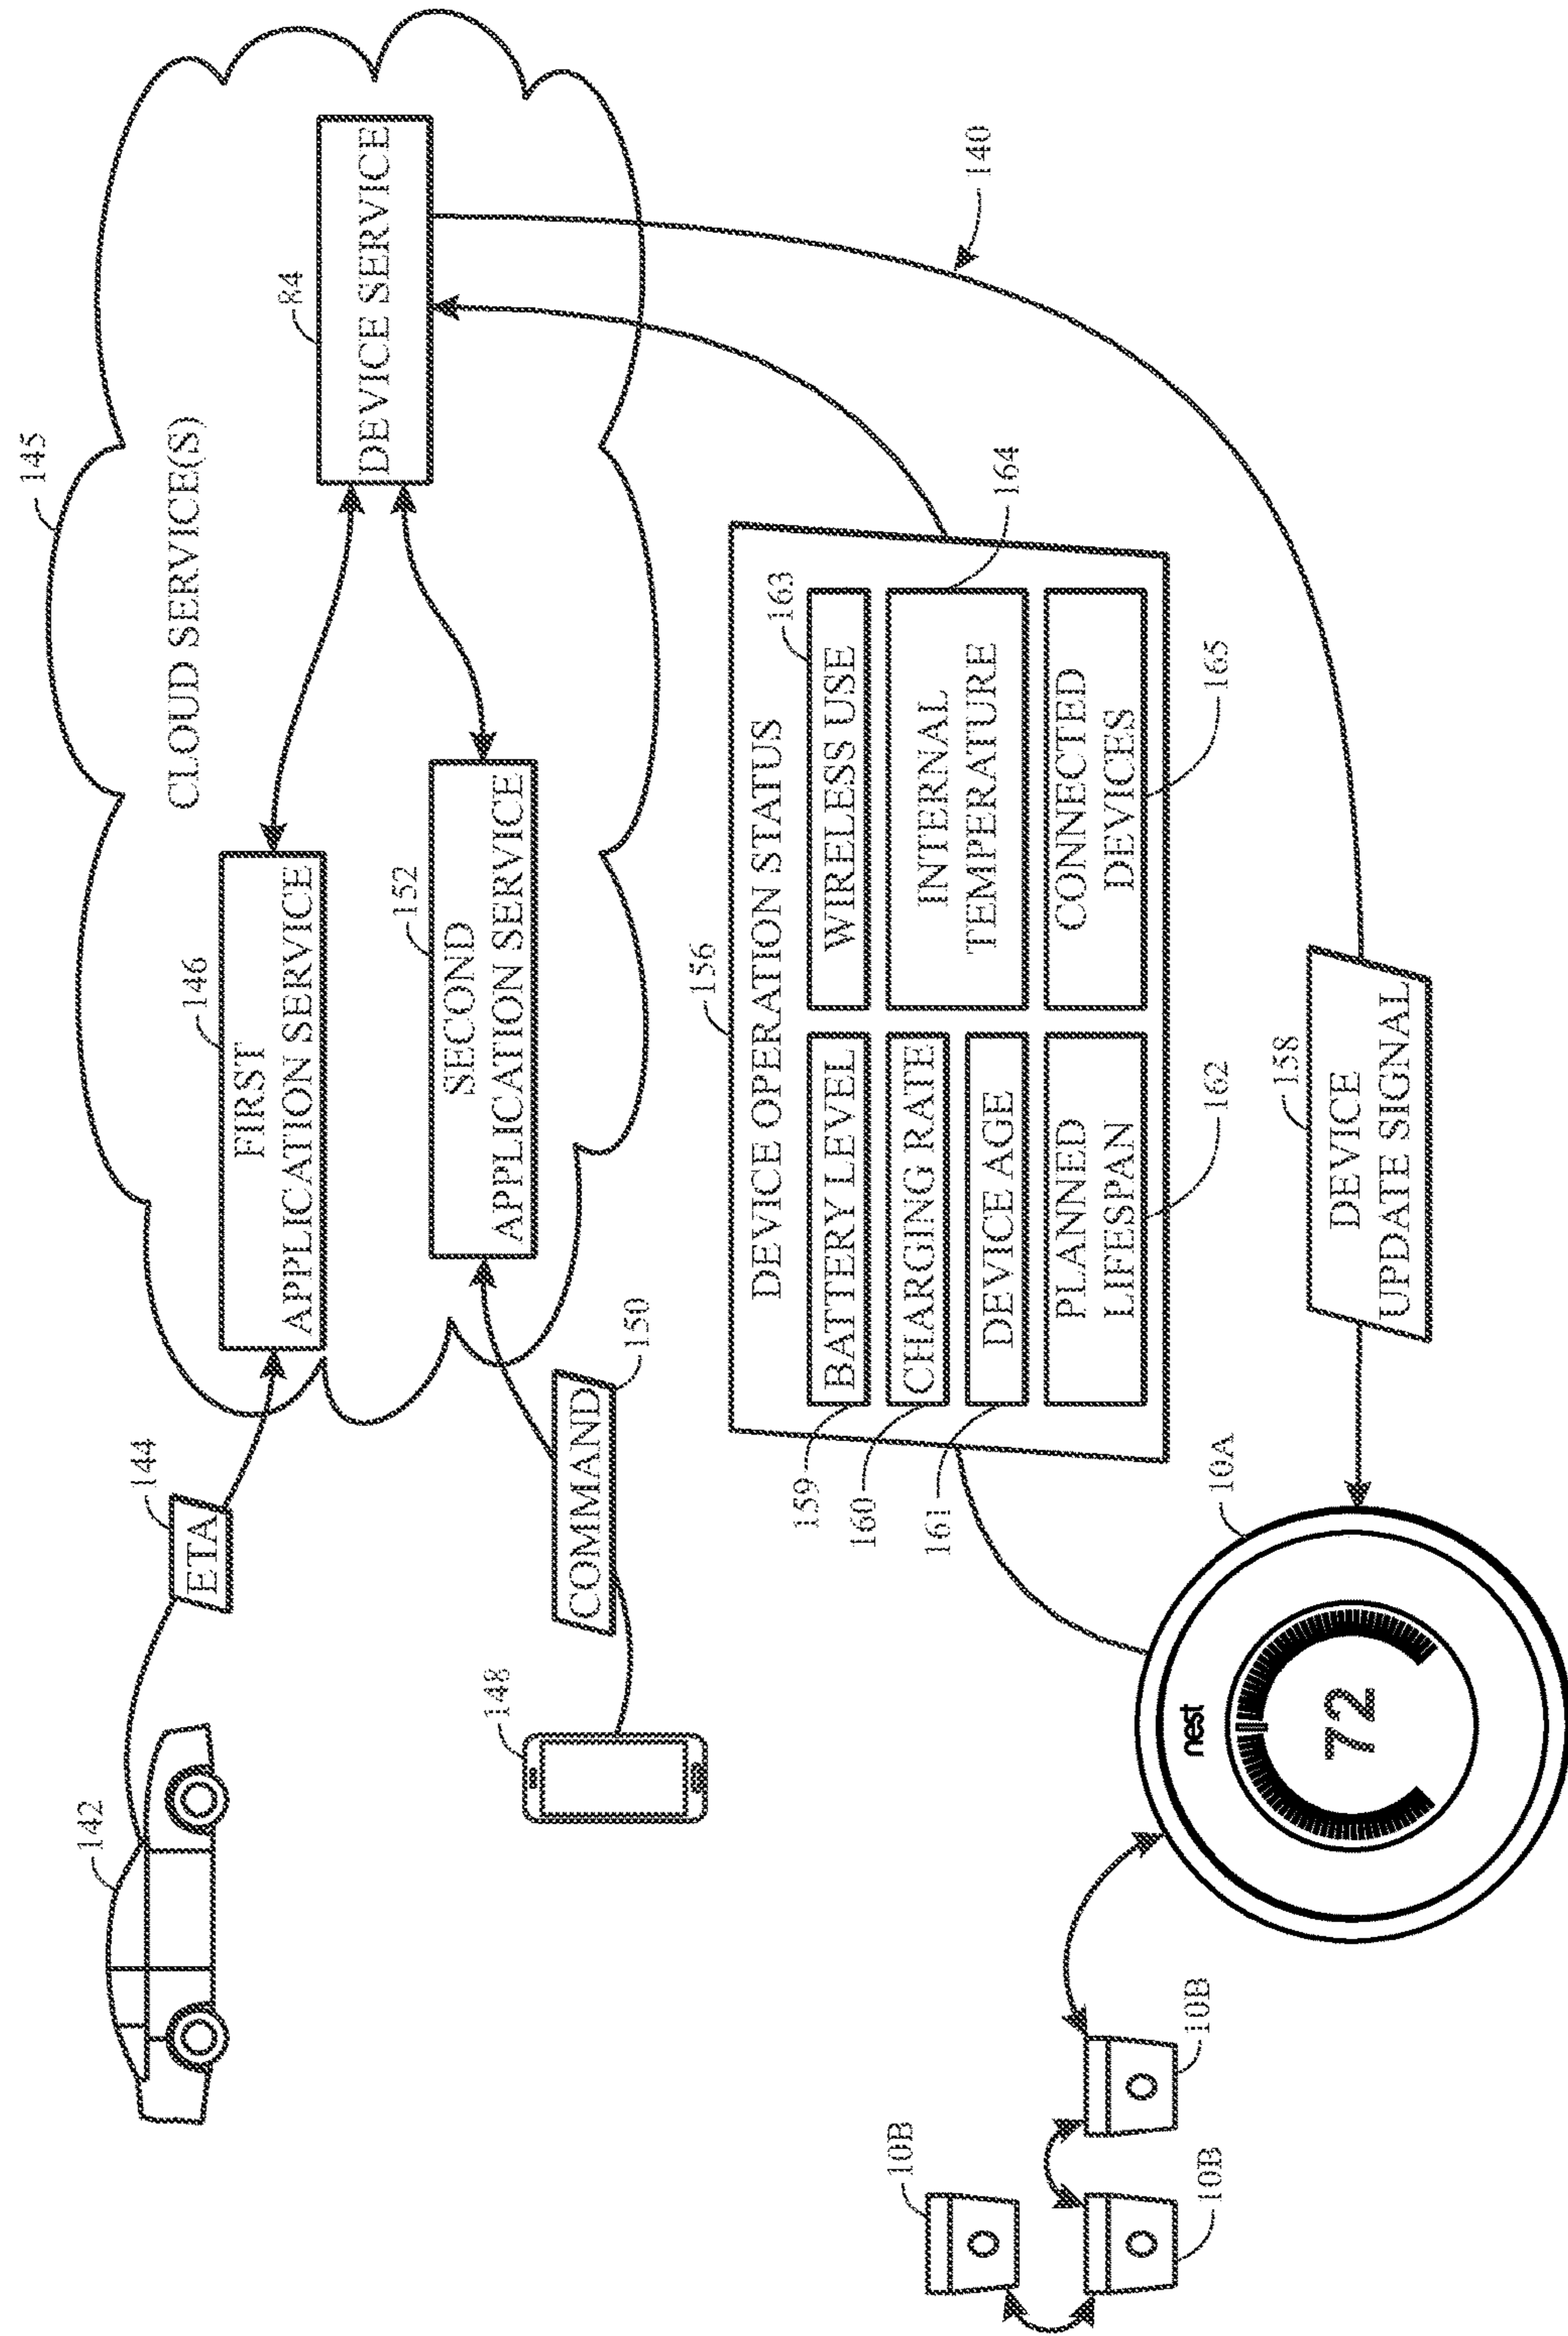 142
144
ETA
145
CLOUD SERVICE(S)
146
FIRST
APPLICATION SERVICE
84
DEVICE SERVICE
148
COMMAND
150
152
SECOND
APPLICATION SERVICE
140
156
DEVICE OPERATION STATUS
159
BATTERY LEVEL
163
WIRELESS USE
160
CHARGING RATE
164
INTERNAL
TEMPERATURE
161
DEVICE AGE
PLANNED
LIFESPAN
162
CONNECTED
DEVICES
165
10B
10B
10B
10A
nest
72
158
DEVICE
UPDATE SIGNAL